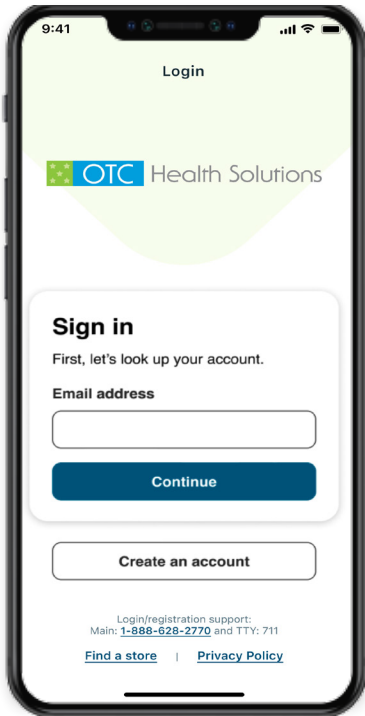 9:41
Login
OTC Health Solutions
Sign in
First, let's look up your account.
Email address
Continue
Create an account
Login/registration support:
Main: 1-888-628-2770 and TTY: 711
Find a store | Privacy Policy